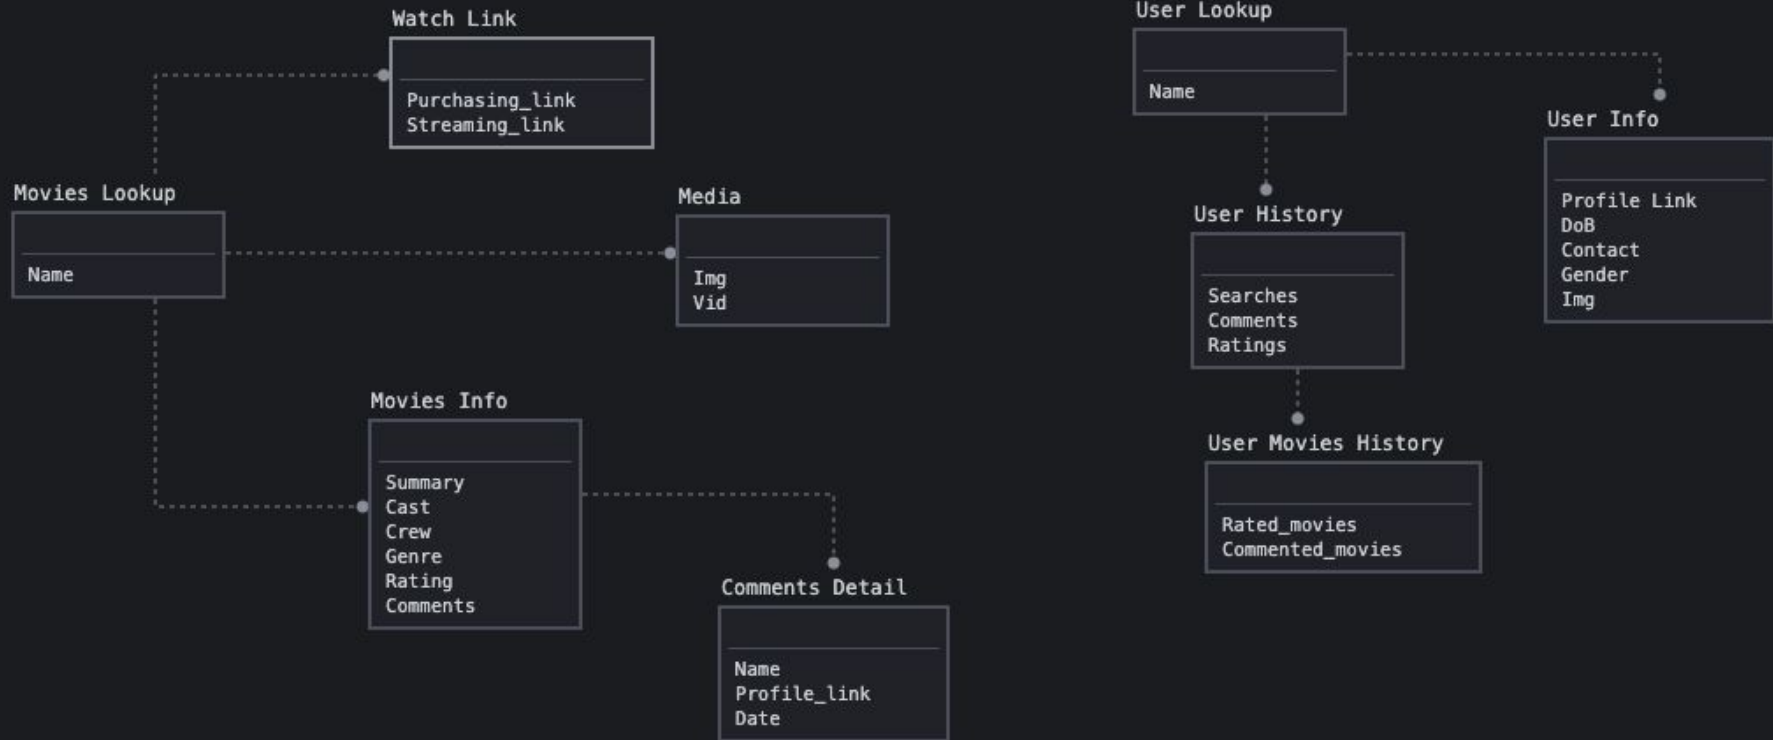 Watch Link
Purchasing_link
Streaming_link
Movies Lookup
Name
Media
Img
Vid
Movies Info
Summary
Cast
Crew
Genre
Rating
Comments
Comments Detail
Name
Profile_link
Date
User Lookup
Name
User Info
Profile Link
DoB
Contact
Gender
Img
User History
Searches
Comments
Ratings
User Movies History
Rated_movies
Commented_movies